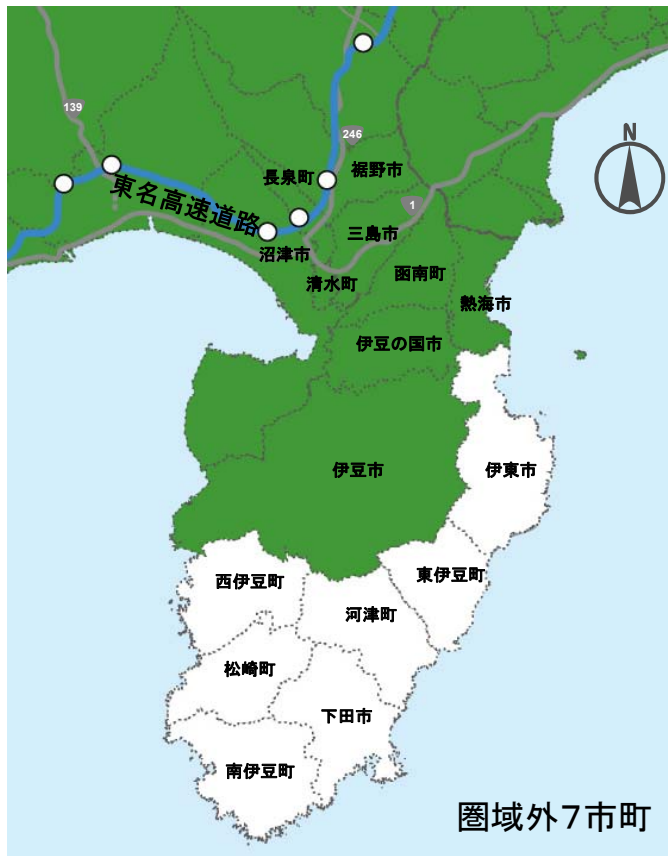 139
246
N
裾野市
長泉町
東名高速道路
1
三島市
沼津市
函南町
清水町
熱海市
伊豆の国市
伊豆市
伊東市
東伊豆町
西伊豆町
河津町
松崎町
下田市
南伊豆町
圏域外7市町